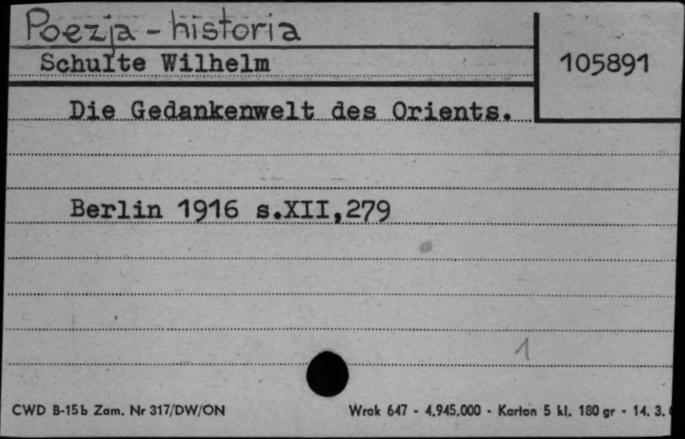 Poezja - historia
Schulte Wilhelm
105891
Die Gedankenwelt des Orients.
Berlin 1916 s.XII,279
1
CWD B-15b Zam. Nr 317/DW/ON
Wrak 647 - 4.945.000 - Karton 5 kl. 180 gr - 14. 3.